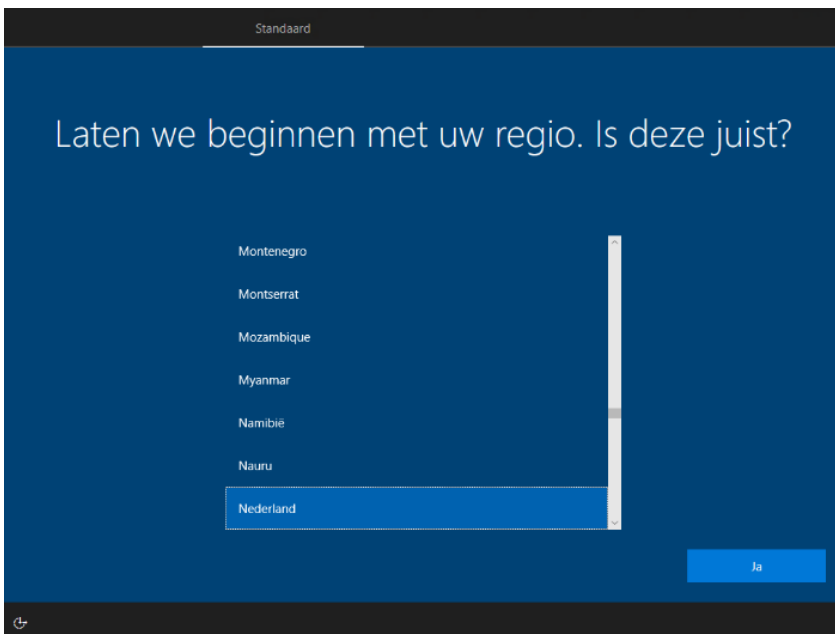 Standaard
Laten we beginnen met uw regio. Is deze juist?
Montenegro
Montserrat
Mozambique
Myanmar
Namibië
Nauru
Nederland
Ja